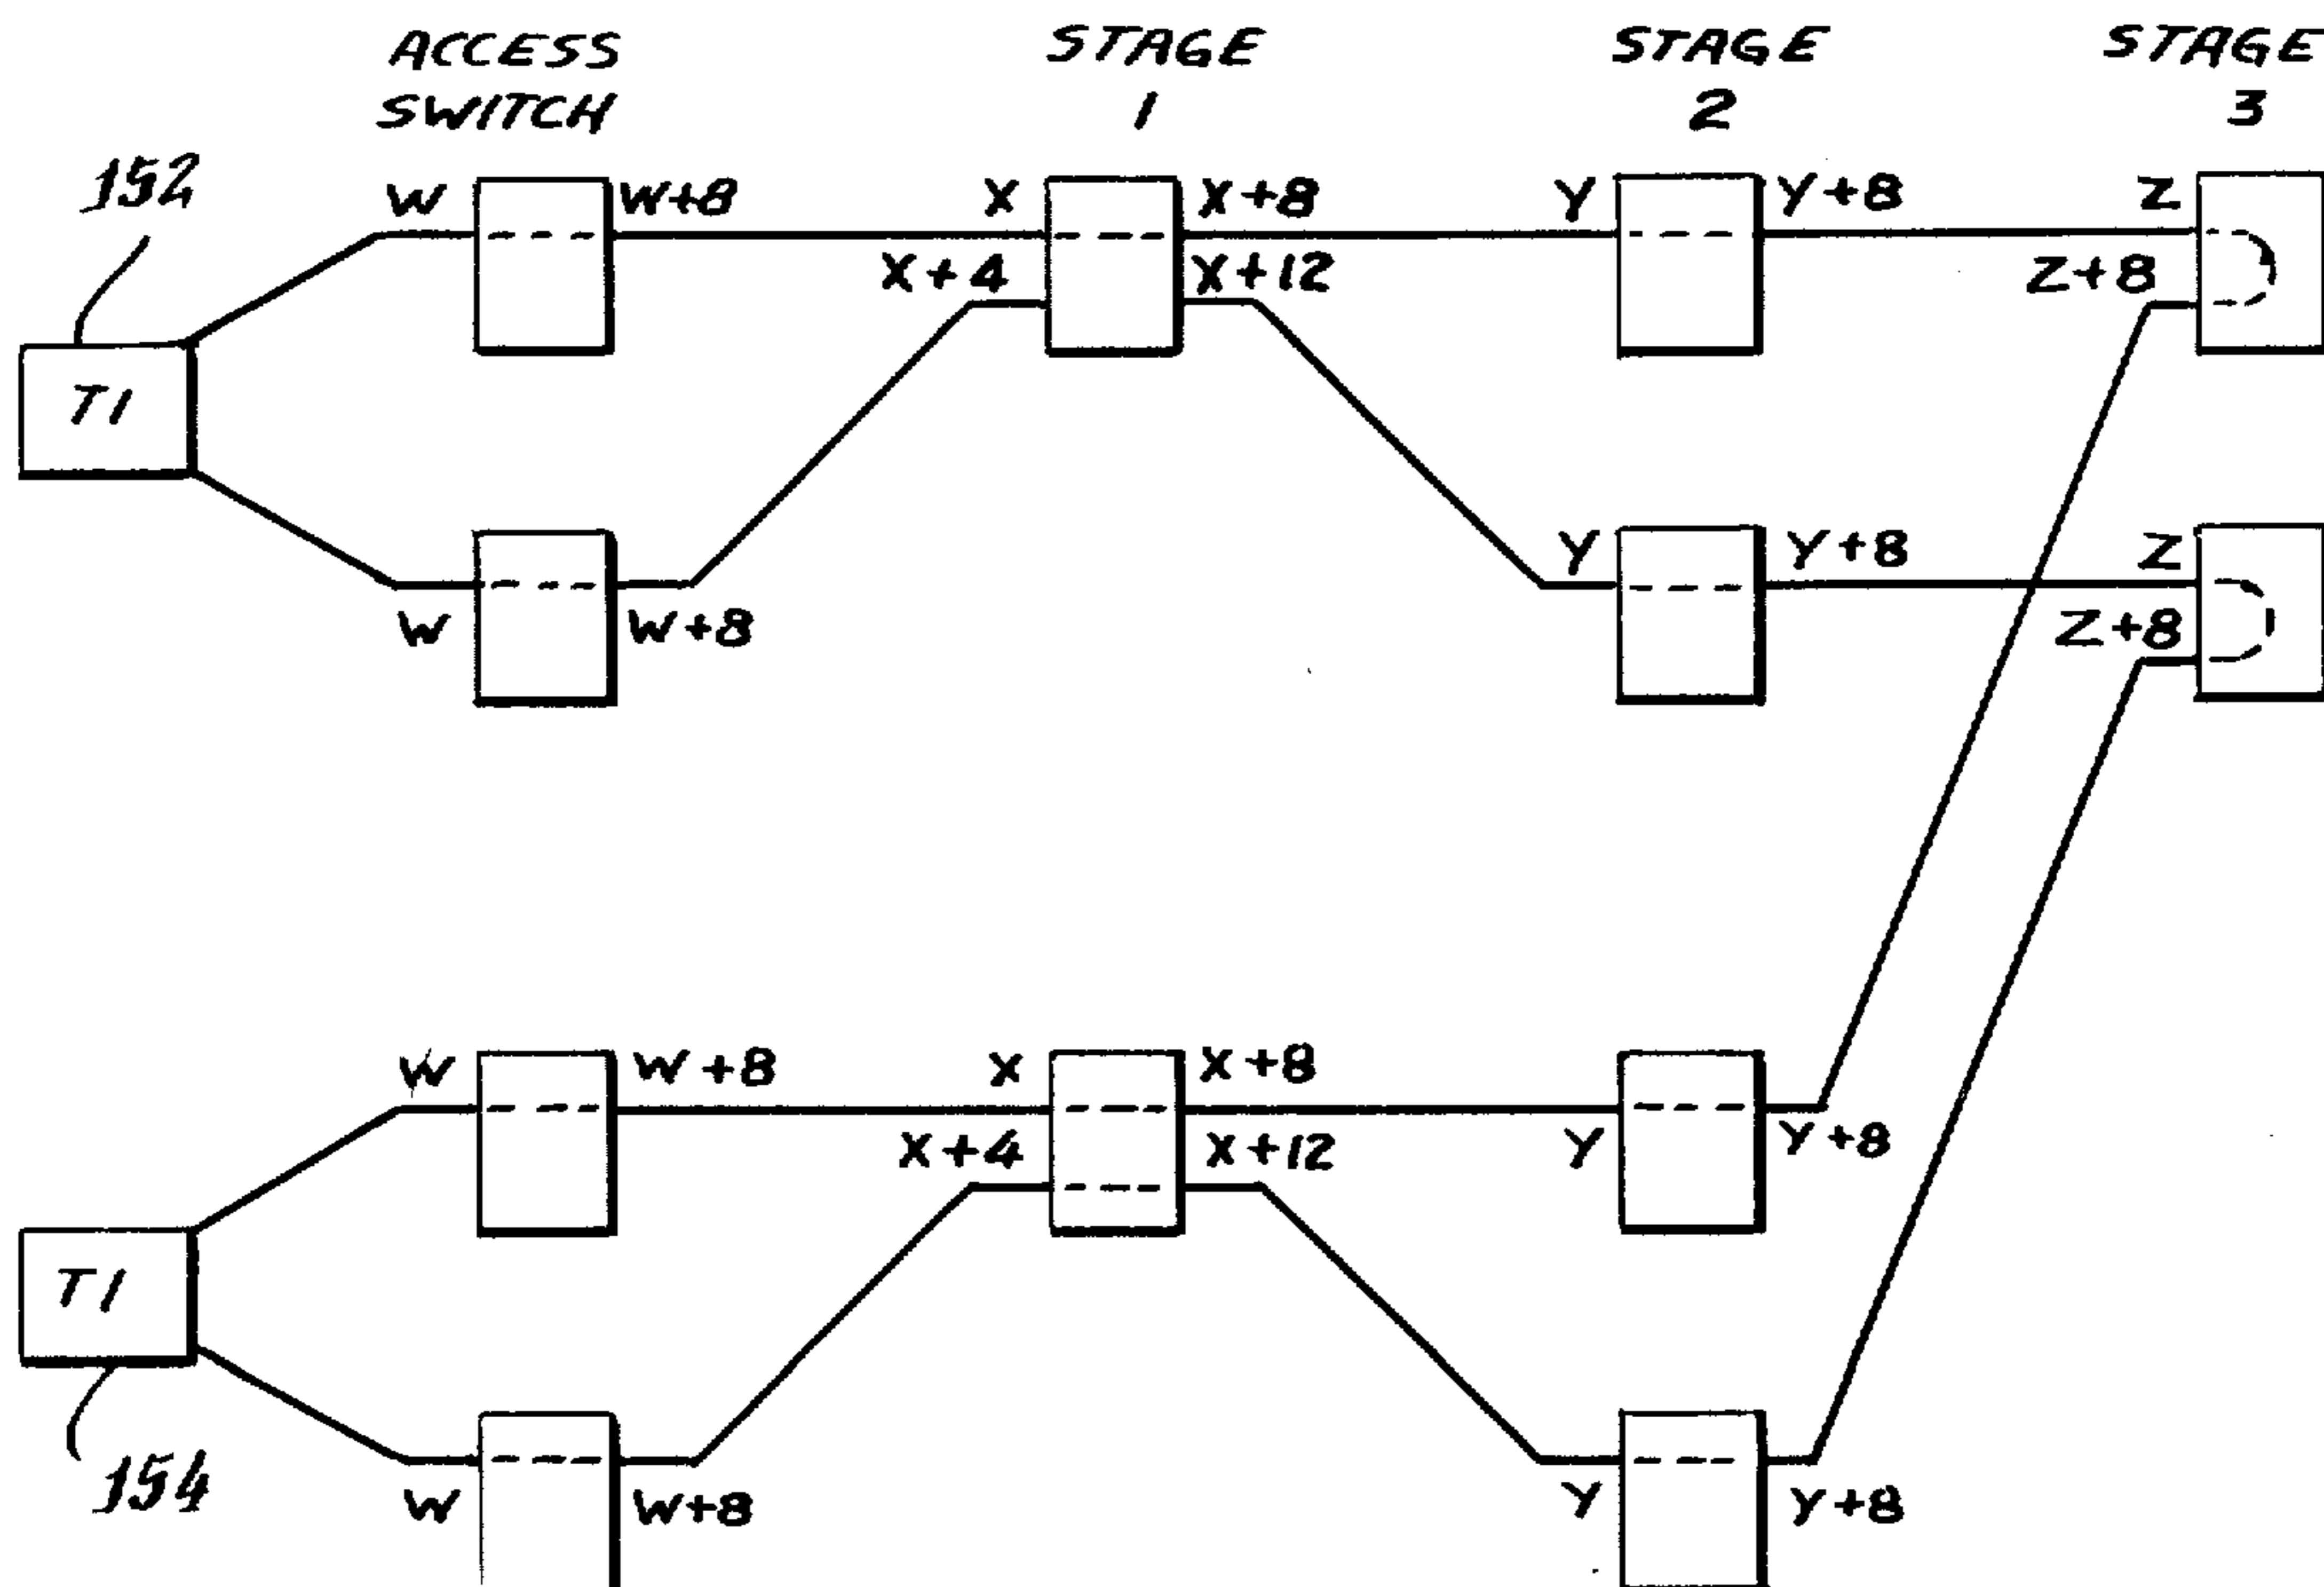 ACCESS SWITCH
STAGE 1
STAGE 2
STAGE 3
152
W
W+8
X
X+8
Y
Y+8
Z
X+4
X+12
Z+8
T1
W
W+8
Y
Y+8
Z
Z+8
W
W+8
X
X+8
X+4
X+12
Y
Y+8
T1
154
W
W+8
Y
Y+8